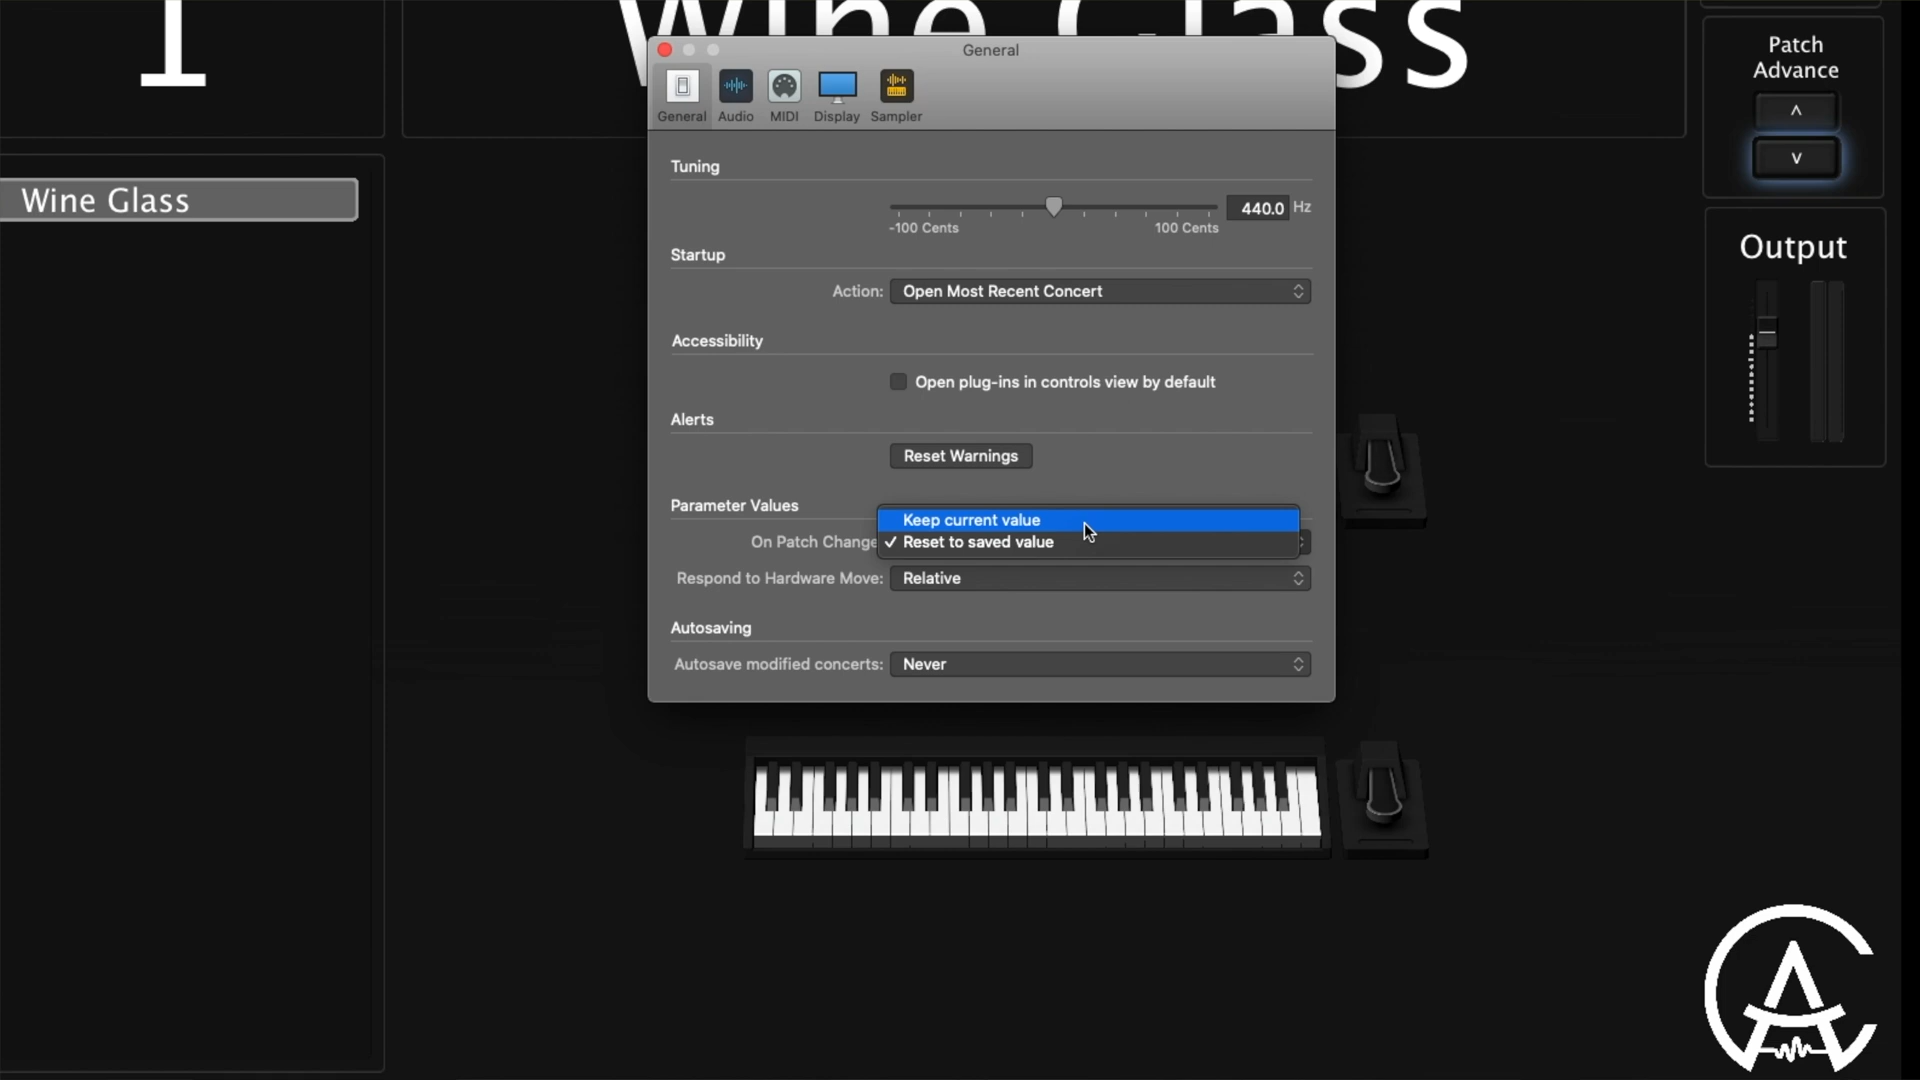 1
Wine Glass
Patch
Advance
General
General
Audio
MIDI
Display
Sampler
Wine Glass
Tuning
440.0 Hz
-100 Cents
100 Cents
Output
Startup
Action:
Open Most Recent Concert
Accessibility
Open plug-ins in controls view by default
Alerts
Reset Warnings
Parameter Values
Keep current value
On Patch Change
✓ Reset to saved value
Respond to Hardware Move:
Relative
Autosaving
Autosave modified concerts:
Never